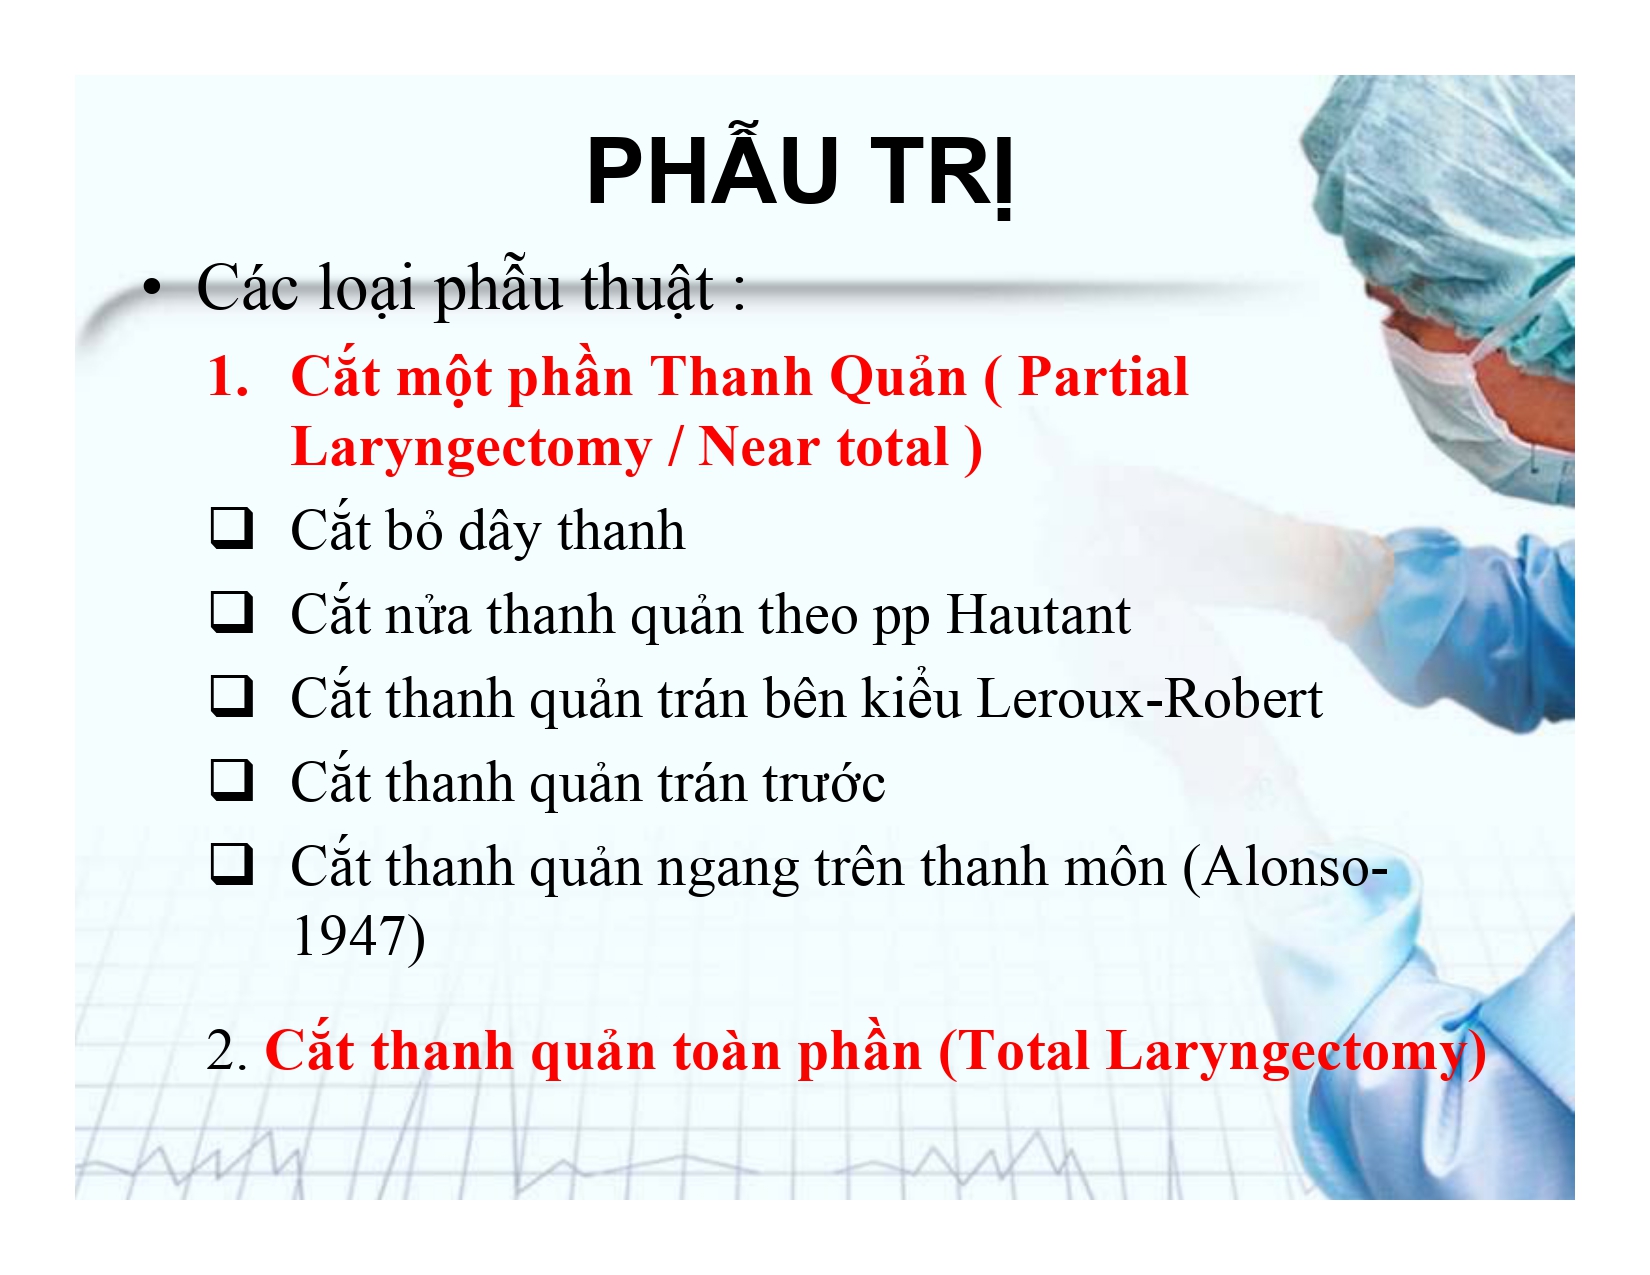 PHẪU TRỊ
• Các loại phẫu thuật :
1. Cắt một phần Thanh Quản ( Partial
Laryngectomy / Near total )
❑ Cắt bỏ dây thanh
❑ Cắt nửa thanh quản theo pp Hautant
❑ Cắt thanh quản trán bên kiểu Leroux-Robert
❑ Cắt thanh quản trán trước
❑ Cắt thanh quản ngang trên thanh môn (Alonso-
1947)
2. Cắt thanh quản toàn phần (Total Laryngectomy)